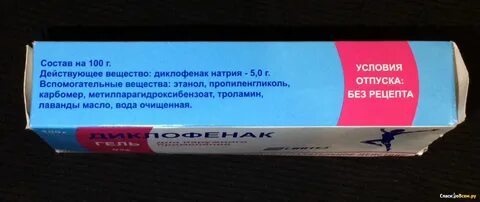 Состав на 100 г.
Действующее вещество: диклофенак натрия - 5,0 г.
Вспомогательные вещества: этанол, пропиленгликоль,
карбомер, метилпарагидроксибензоат, троламин,
лаванды масло, вода очищенная.
УСЛОВИЯ
ОТПУСКА:
БЕЗ РЕЦЕПТА
ДИКЛОФЕНАК
ГЕЛЬ